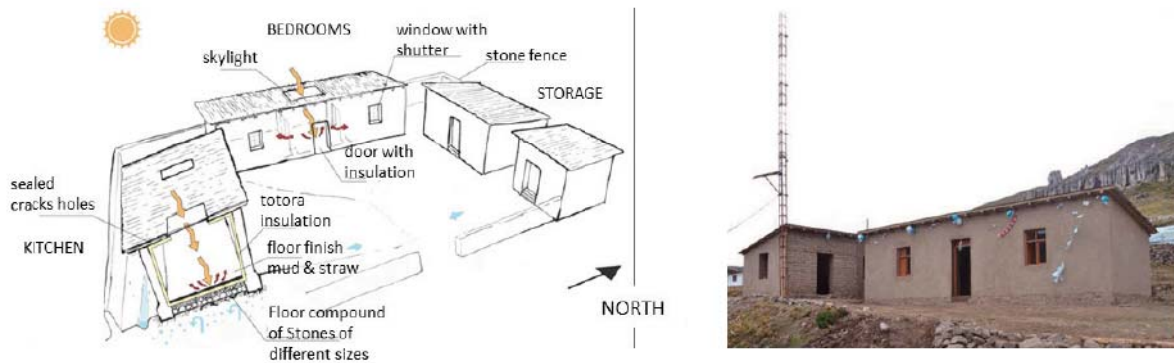 BEDROOMS
skylight
window with
shutter
stone fence
STORAGE
door with
insulation
sealed
cracks holes
KITCHEN
totora
insulation
floor finish
mud & straw
Floor compound
of Stones of
different sizes
NORTH